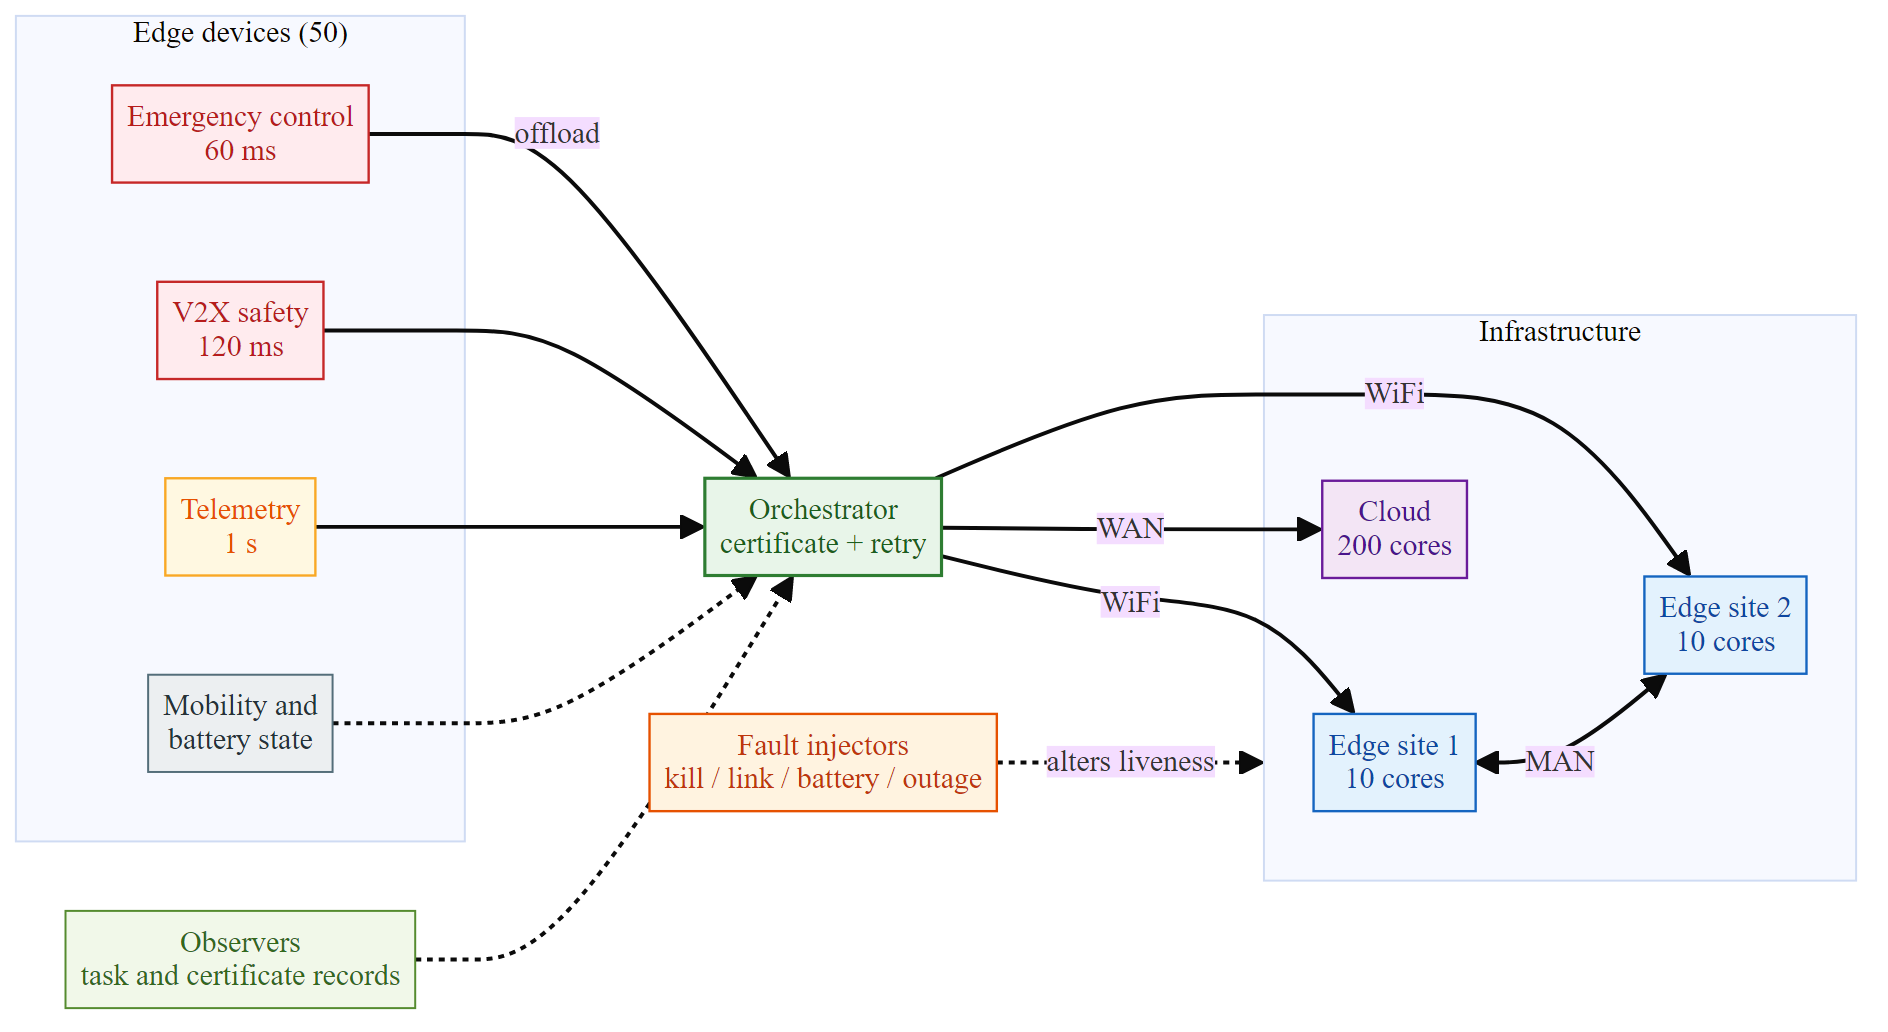 Edge devices (50)
Emergency control
60 ms
offload
V2X safety
120 ms
Telemetry
1 s
Mobility and
battery state
Observers
task and certificate records
Orchestrator
certificate + retry
Fault injectors
kill / link / battery / outage
alters liveness
WiFi
WAN
WiFi
Infrastructure
Cloud
200 cores
Edge site 2
10 cores
Edge site 1
10 cores
MAN